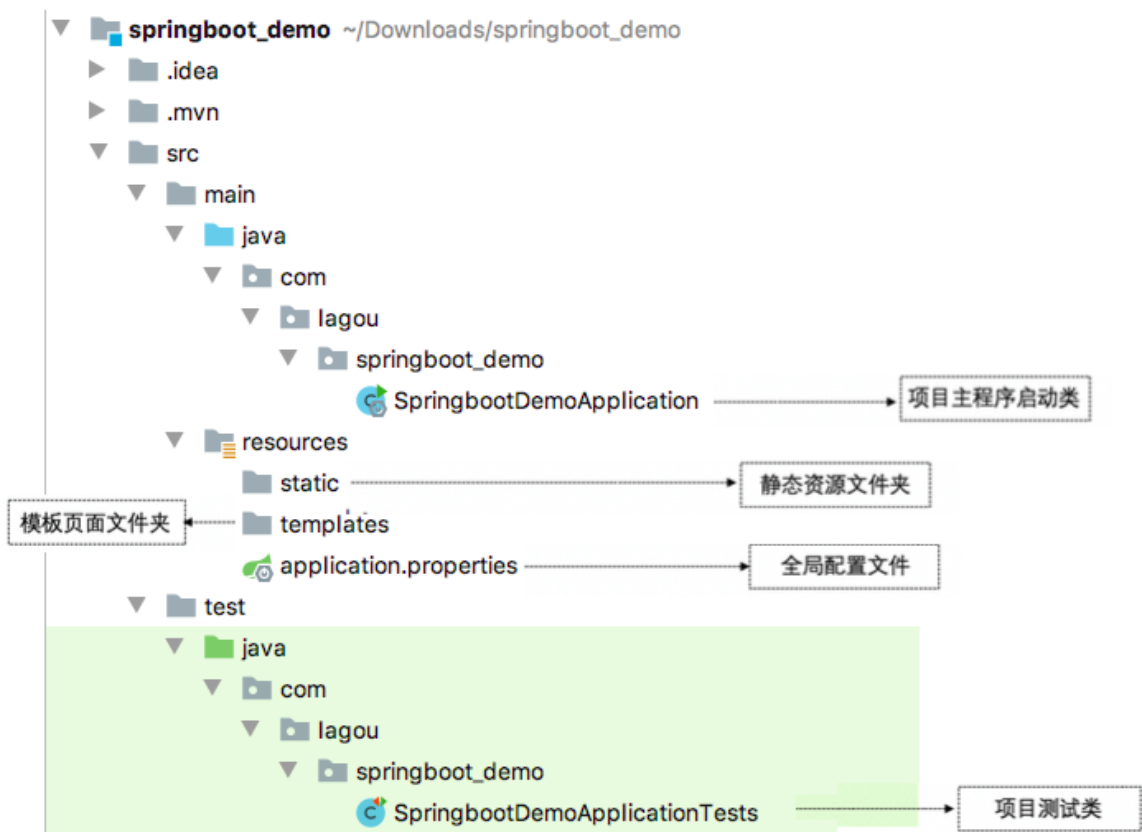 springboot_demo ~/Downloads/springboot_demo
.idea
.mvn
src
main
java
com
lagou
springboot_demo
SpringbootDemoApplication 项目主程序启动类
resources
static 静态资源文件夹
模板页面文件夹 templates
application.properties 全局配置文件
test
java
com
lagou
springboot_demo
SpringbootDemoApplicationTests 项目测试类